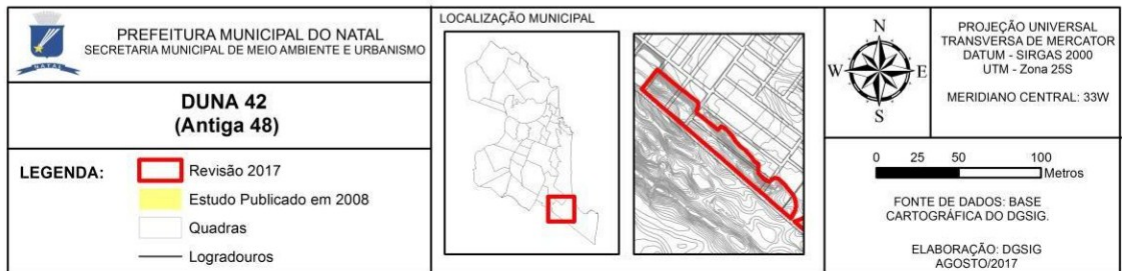 PREFEITURA MUNICIPAL DO NATAL
SECRETARIA MUNICIPAL DE MEIO AMBIENTE E URBANISMO
NATAL
DUNA 42
(Antiga 48)
LEGENDA:
Revisão 2017
Estudo Publicado em 2008
Quadras
Logradouros
LOCALIZAÇÃO MUNICIPAL
N
W
E
S
PROJEÇÃO UNIVERSAL
TRANSVERSA DE MERCATOR
DATUM - SIRGAS 2000
UTM - Zona 25S
MERIDIANO CENTRAL: 33W
0 25 50 100
Metros
FONTE DE DADOS: BASE
CARTOGRÁFICA DO DGSIG.
ELABORAÇÃO: DGSIG
AGOSTO/2017